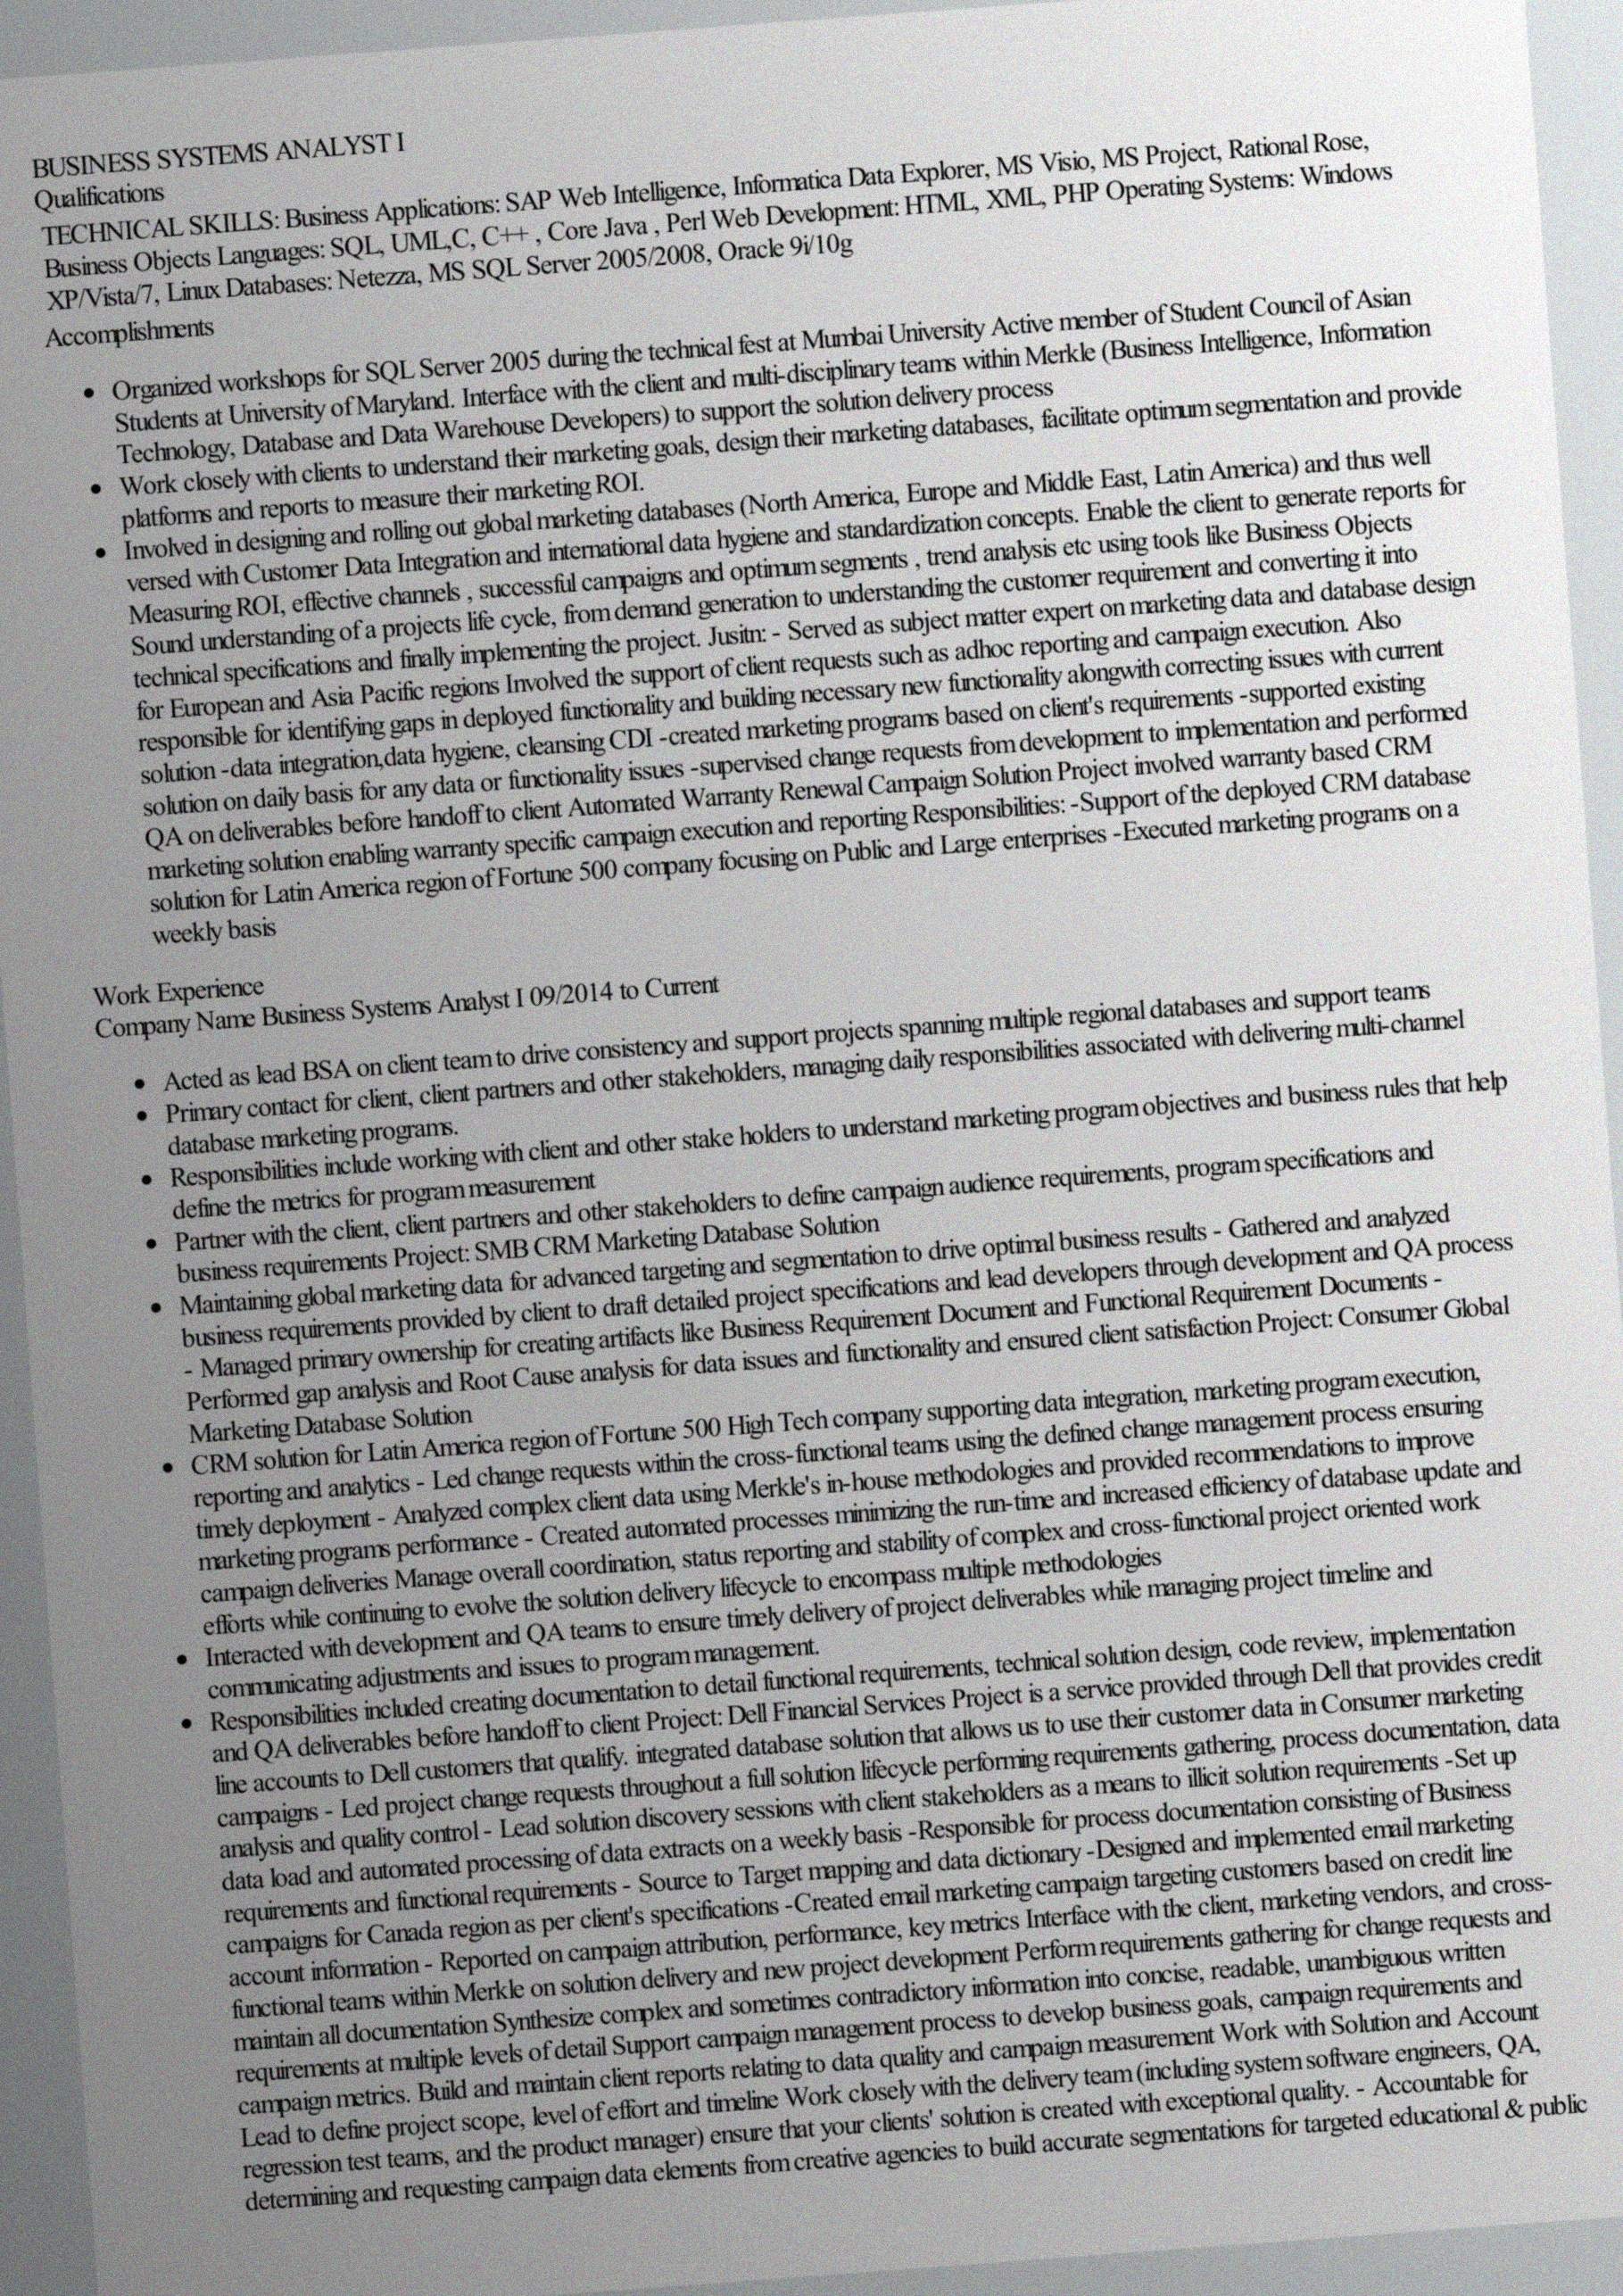 BUSINESS SYSTEMS ANALYST I
Qualifications
TECHNICAL SKILLS: Business Applications: SAP Web Intelligence, Informatica Data Explorer, MS Visio, MS Project, Rational Rose,
Business Objects Languages: SQL, UML,C, C++ , Core Java , Perl Web Development: HTML, XML, PHP Operating Systems: Windows
XP/Vista/7, Linux Databases: Netezza, MS SQL Server 2005/2008, Oracle 9i/10g
Accomplishments
• Organized workshops for SQL Server 2005 during the technical fest at Mumbai University Active member of Student Council of Asian
Students at University of Maryland. Interface with the client and multi-disciplinary teams within Merkle (Business Intelligence, Information
Technology, Database and Data Warehouse Developers) to support the solution delivery process
• Work closely with clients to understand their marketing goals, design their marketing databases, facilitate optimum segmentation and provide
platforms and reports to measure their marketing ROI.
• Involved in designing and rolling out global marketing databases (North America, Europe and Middle East, Latin America) and thus well
versed with Customer Data Integration and international data hygiene and standardization concepts. Enable the client to generate reports for
Measuring ROI, effective channels , successful campaigns and optimum segments , trend analysis etc using tools like Business Objects
Sound understanding of a projects life cycle, from demand generation to understanding the customer requirement and converting it into
technical specifications and finally implementing the project. Jusitn: - Served as subject matter expert on marketing data and database design
for European and Asia Pacific regions Involved the support of client requests such as adhoc reporting and campaign execution. Also
responsible for identifying gaps in deployed functionality and building necessary new functionality alongwith correcting issues with current
solution -data integration,data hygiene, cleansing CDI -created marketing programs based on client's requirements -supported existing
solution on daily basis for any data or functionality issues -supervised change requests from development to implementation and performed
QA on deliverables before handoff to client Automated Warranty Renewal Campaign Solution Project involved warranty based CRM
marketing solution enabling warranty specific campaign execution and reporting Responsibilities: -Support of the deployed CRM database
solution for Latin America region of Fortune 500 company focusing on Public and Large enterprises -Executed marketing programs on a
weekly basis
Work Experience
Company Name Business Systems Analyst I 09/2014 to Current
• Acted as lead BSA on client team to drive consistency and support projects spanning multiple regional databases and support teams
• Primary contact for client, client partners and other stakeholders, managing daily responsibilities associated with delivering multi-channel
database marketing programs.
• Responsibilities include working with client and other stake holders to understand marketing program objectives and business rules that help
define the metrics for program measurement
• Partner with the client, client partners and other stakeholders to define campaign audience requirements, program specifications and
business requirements Project: SMB CRM Marketing Database Solution
• Maintaining global marketing data for advanced targeting and segmentation to drive optimal business results - Gathered and analyzed
business requirements provided by client to draft detailed project specifications and lead developers through development and QA process
- Managed primary ownership for creating artifacts like Business Requirement Document and Functional Requirement Documents -
Performed gap analysis and Root Cause analysis for data issues and functionality and ensured client satisfaction Project: Consumer Global
Marketing Database Solution
• CRM solution for Latin America region of Fortune 500 High Tech company supporting data integration, marketing program execution,
reporting and analytics - Led change requests within the cross-functional teams using the defined change management process ensuring
timely deployment - Analyzed complex client data using Merkle's in-house methodologies and provided recommendations to improve
marketing programs performance - Created automated processes minimizing the run-time and increased efficiency of database update and
campaign deliveries Manage overall coordination, status reporting and stability of complex and cross-functional project oriented work
efforts while continuing to evolve the solution delivery lifecycle to encompass multiple methodologies
• Interacted with development and QA teams to ensure timely delivery of project deliverables while managing project timeline and
communicating adjustments and issues to program management.
• Responsibilities included creating documentation to detail functional requirements, technical solution design, code review, implementation
and QA deliverables before handoff to client Project: Dell Financial Services Project is a service provided through Dell that provides credit
line accounts to Dell customers that qualify. integrated database solution that allows us to use their customer data in Consumer marketing
campaigns - Led project change requests throughout a full solution lifecycle performing requirements gathering, process documentation, data
analysis and quality control - Lead solution discovery sessions with client stakeholders as a means to illicit solution requirements -Set up
data load and automated processing of data extracts on a weekly basis -Responsible for process documentation consisting of Business
requirements and functional requirements - Source to Target mapping and data dictionary -Designed and implemented email marketing
campaigns for Canada region as per client's specifications -Created email marketing campaign targeting customers based on credit line
account information - Reported on campaign attribution, performance, key metrics Interface with the client, marketing vendors, and cross-
functional teams within Merkle on solution delivery and new project development Perform requirements gathering for change requests and
maintain all documentation Synthesize complex and sometimes contradictory information into concise, readable, unambiguous written
requirements at multiple levels of detail Support campaign management process to develop business goals, campaign requirements and
campaign metrics. Build and maintain client reports relating to data quality and campaign measurement Work with Solution and Account
Lead to define project scope, level of effort and timeline Work closely with the delivery team (including system software engineers, QA,
regression test teams, and the product manager) ensure that your clients' solution is created with exceptional quality. - Accountable for
determining and requesting campaign data elements from creative agencies to build accurate segmentations for targeted educational & public